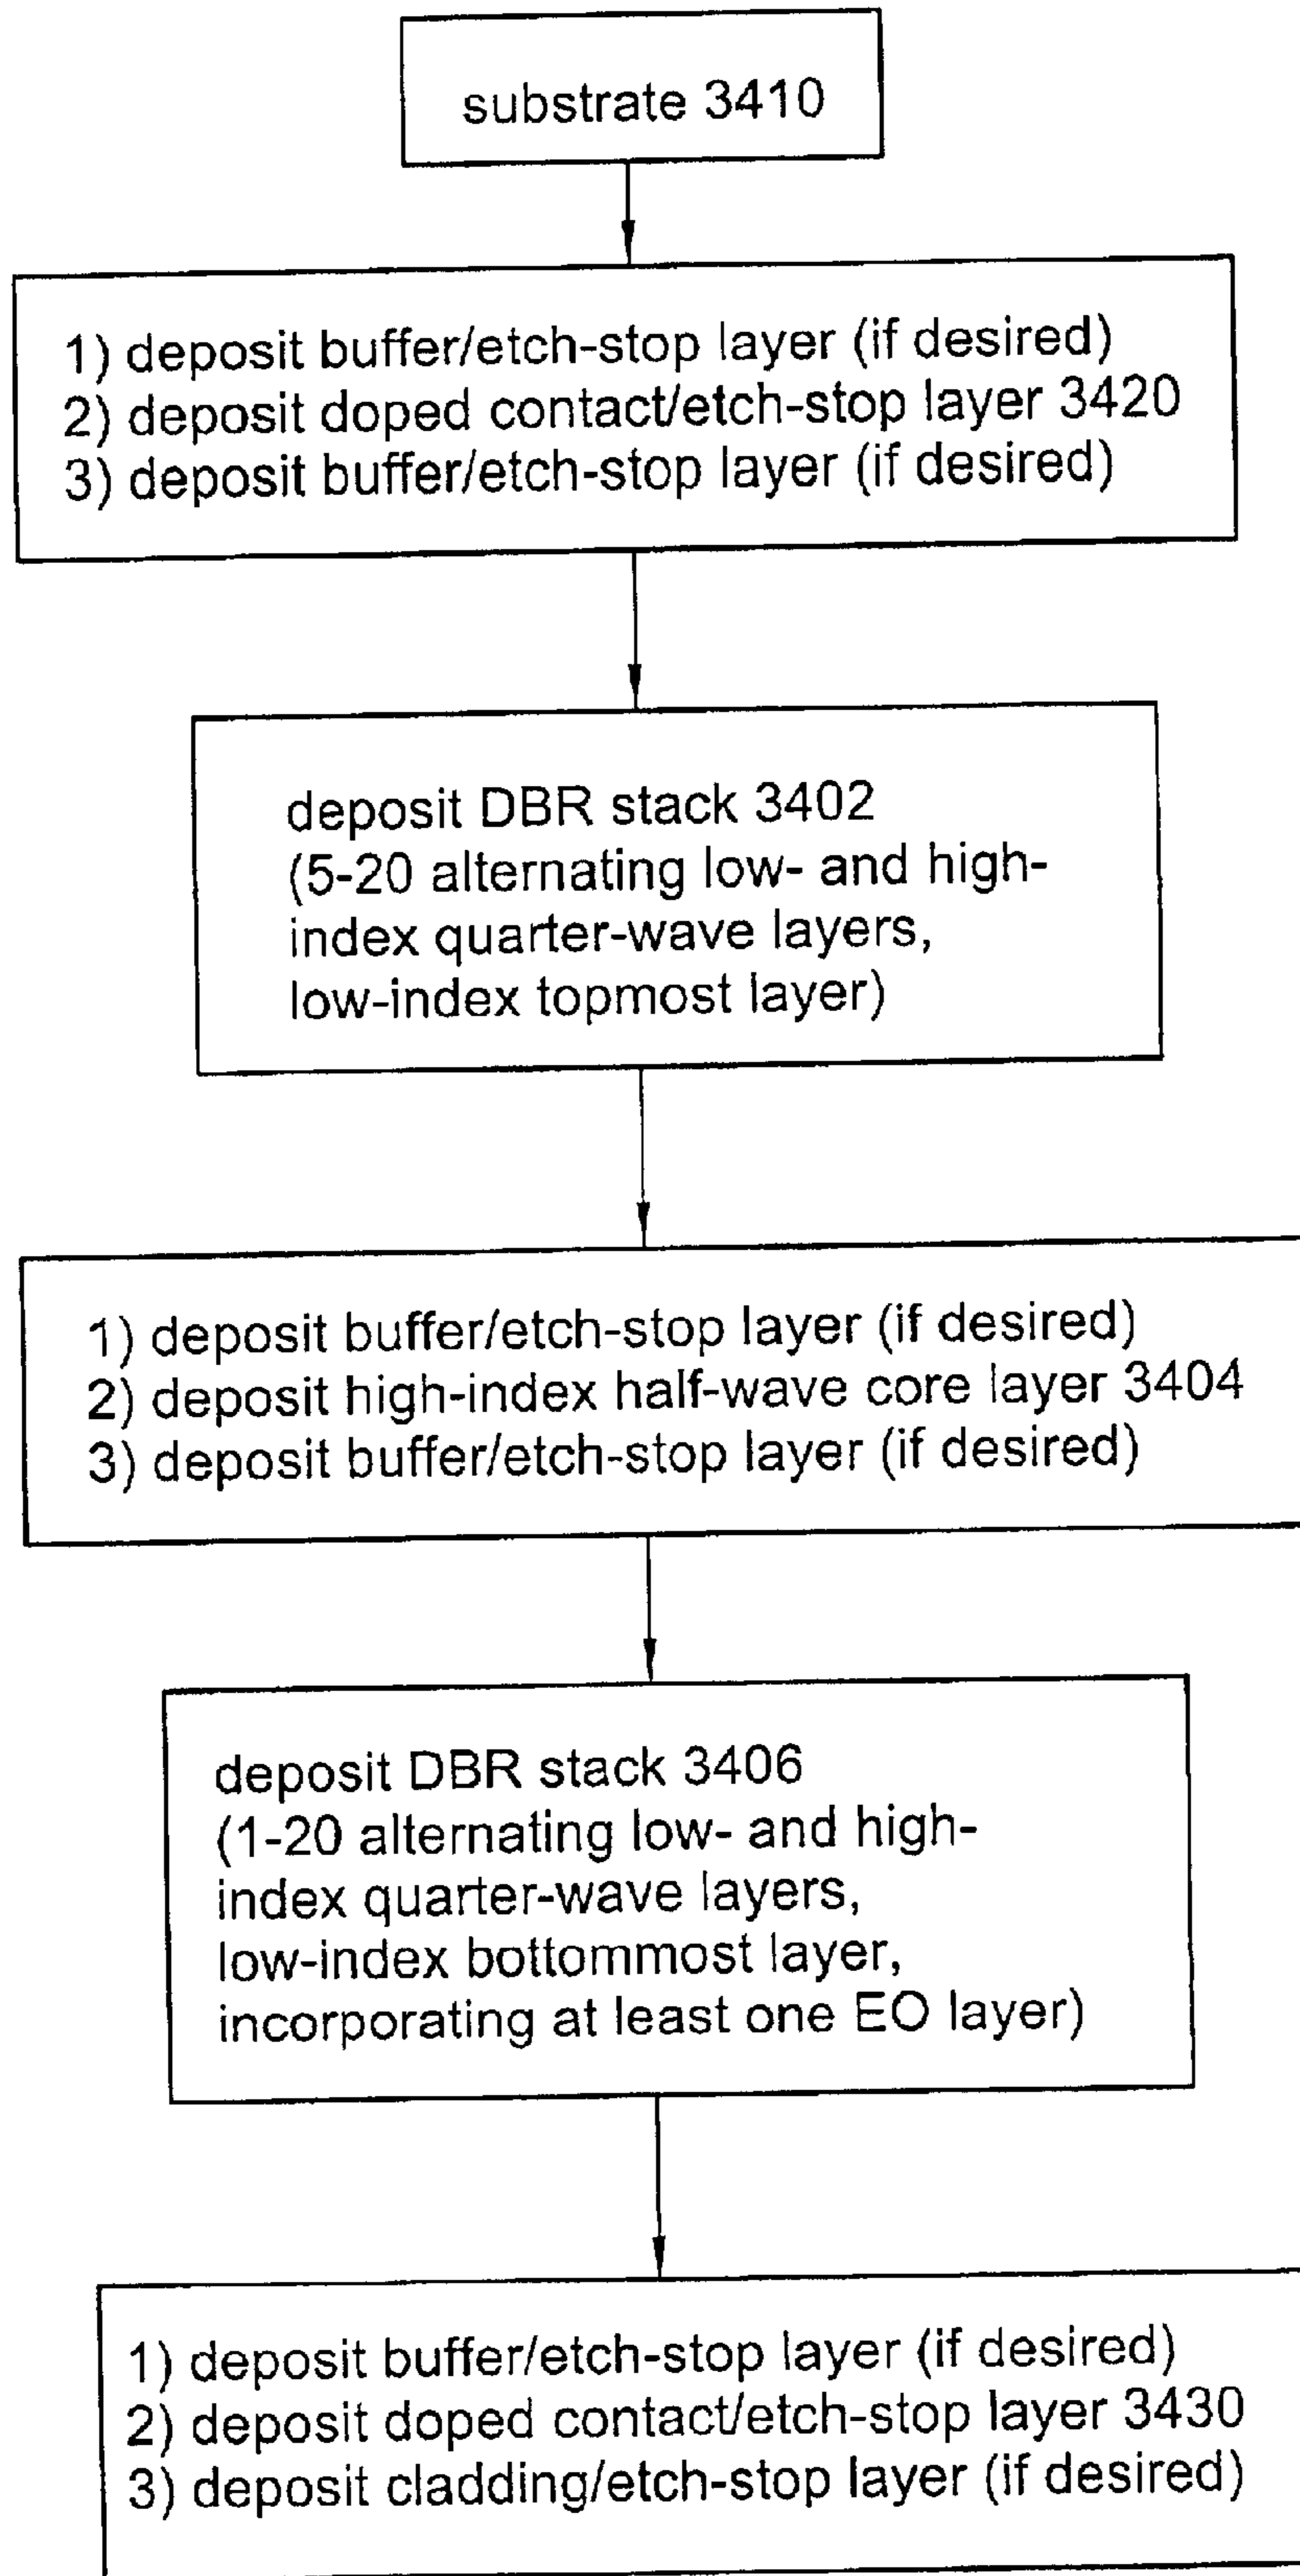 substrate 3410
1) deposit buffer/etch-stop layer (if desired)
2) deposit doped contact/etch-stop layer 3420
3) deposit buffer/etch-stop layer (if desired)
deposit DBR stack 3402
(5-20 alternating low- and high-
index quarter-wave layers,
low-index topmost layer)
1) deposit buffer/etch-stop layer (if desired)
2) deposit high-index half-wave core layer 3404
3) deposit buffer/etch-stop layer (if desired)
deposit DBR stack 3406
(1-20 alternating low- and high-
index quarter-wave layers,
low-index bottommost layer,
incorporating at least one EO layer)
1) deposit buffer/etch-stop layer (if desired)
2) deposit doped contact/etch-stop layer 3430
3) deposit cladding/etch-stop layer (if desired)